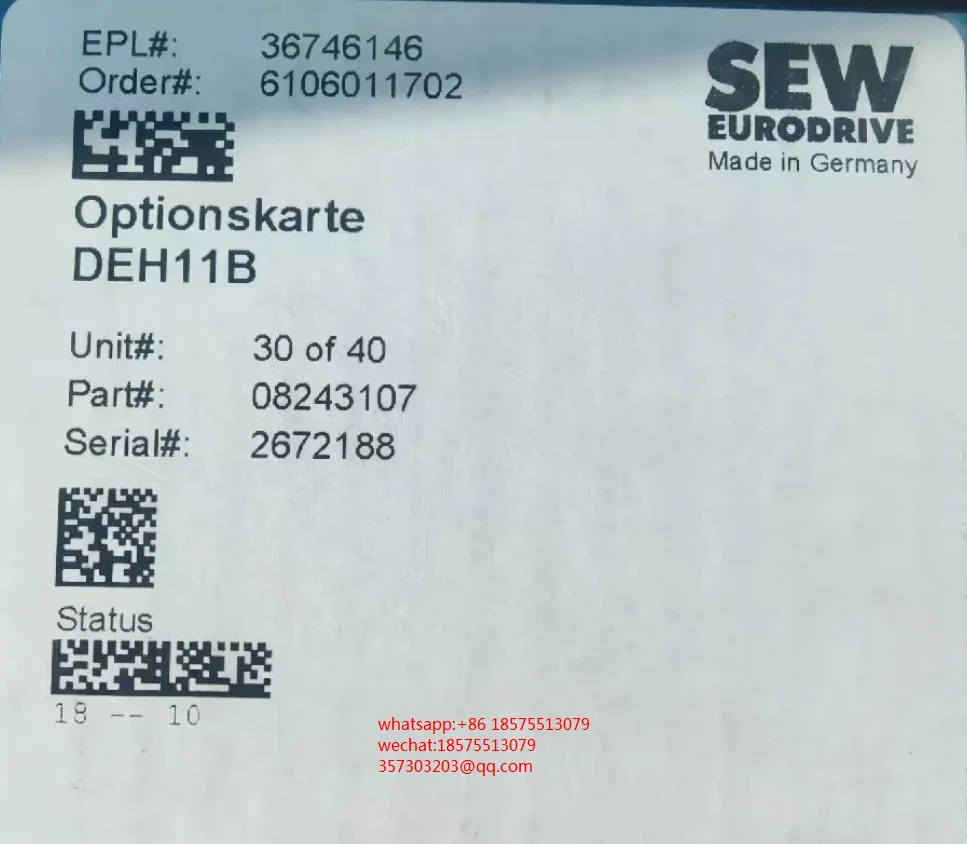 EPL#: 36746146
Order#: 6106011702
SEW
EURODRIVE
Made in Germany
Optionskarte
DEH11B
Unit#: 30 of 40
Part#: 08243107
Serial#: 2672188
Status
18 -- 10
whatsapp:+86 18575513079
wechat:18575513079
357303203@qq.com